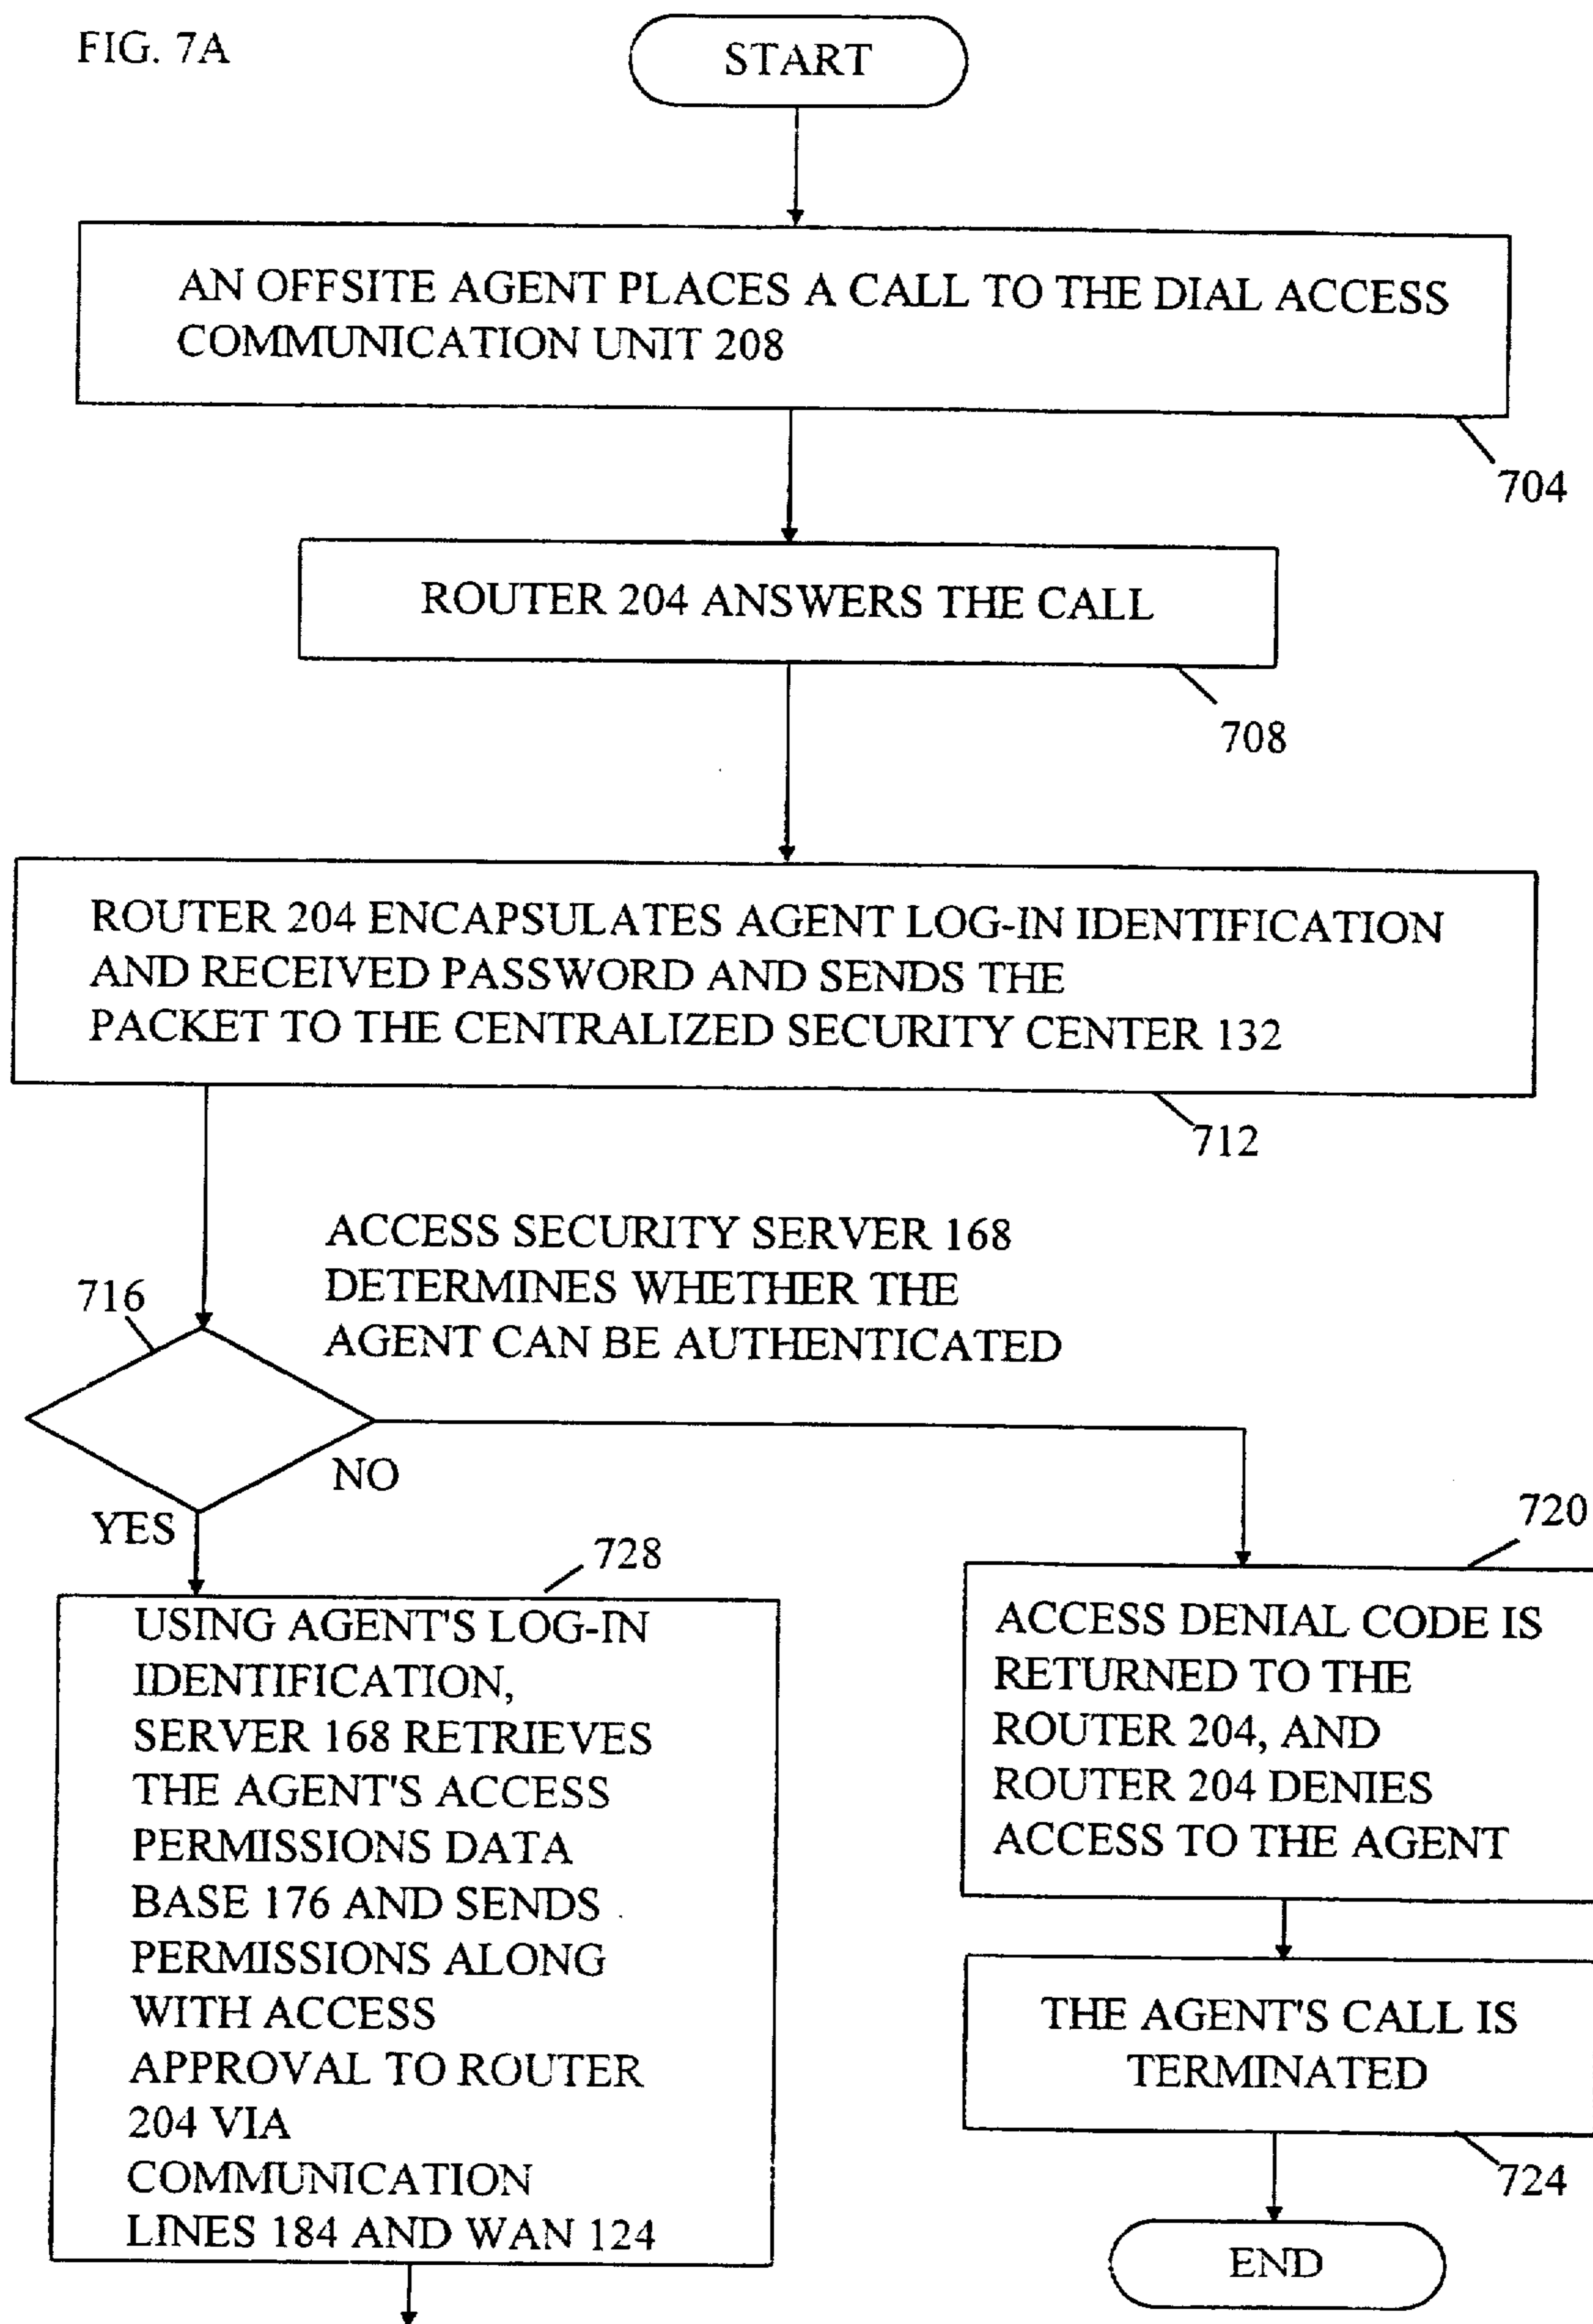 FIG. 7A
START
AN OFFSITE AGENT PLACES A CALL TO THE DIAL ACCESS
COMMUNICATION UNIT 208
704
ROUTER 204 ANSWERS THE CALL
708
ROUTER 204 ENCAPSULATES AGENT LOG-IN IDENTIFICATION
AND RECEIVED PASSWORD AND SENDS THE
PACKET TO THE CENTRALIZED SECURITY CENTER 132
712
ACCESS SECURITY SERVER 168
DETERMINES WHETHER THE
AGENT CAN BE AUTHENTICATED
716
NO
YES
728
USING AGENT'S LOG-IN
IDENTIFICATION,
SERVER 168 RETRIEVES
THE AGENT'S ACCESS
PERMISSIONS DATA
BASE 176 AND SENDS
PERMISSIONS ALONG
WITH ACCESS
APPROVAL TO ROUTER
204 VIA
COMMUNICATION
LINES 184 AND WAN 124
720
ACCESS DENIAL CODE IS
RETURNED TO THE
ROUTER 204, AND
ROUTER 204 DENIES
ACCESS TO THE AGENT
THE AGENT'S CALL IS
TERMINATED
724
END